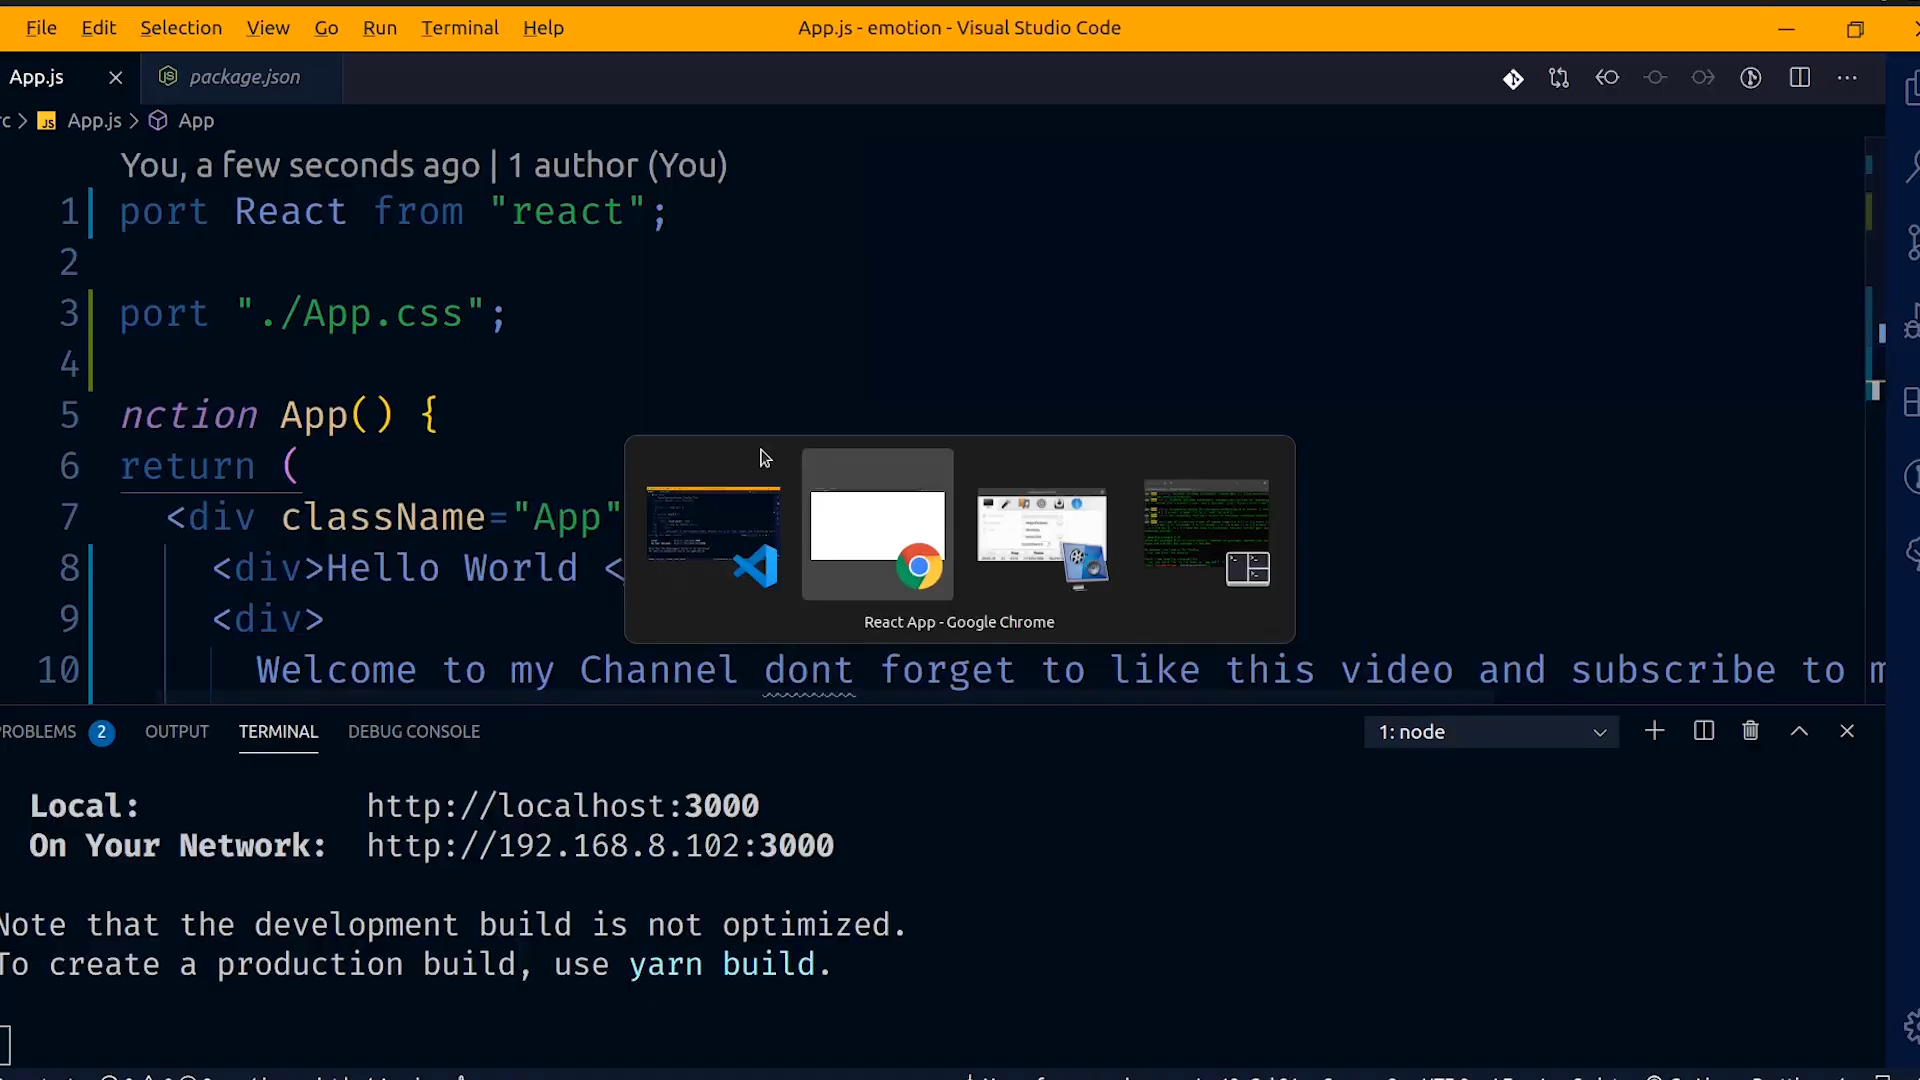 File Edit Selection View Go Run Terminal Help App.js - emotion - Visual Studio Code
App.js package.json
rc > JS App.js > App
You, a few seconds ago | 1 author (You)
1 port React from "react";
2
3 port "./App.css";
4
5 nction App() {
6 return (
7 <div className="App"
8 <div>Hello World <
9 <div>
10 Welcome to my Channel dont forget to like this video and subscribe to m
React App - Google Chrome
PROBLEMS 2 OUTPUT TERMINAL DEBUG CONSOLE 1: node
Local: http://localhost:3000
On Your Network: http://192.168.8.102:3000
Note that the development build is not optimized.
To create a production build, use yarn build.